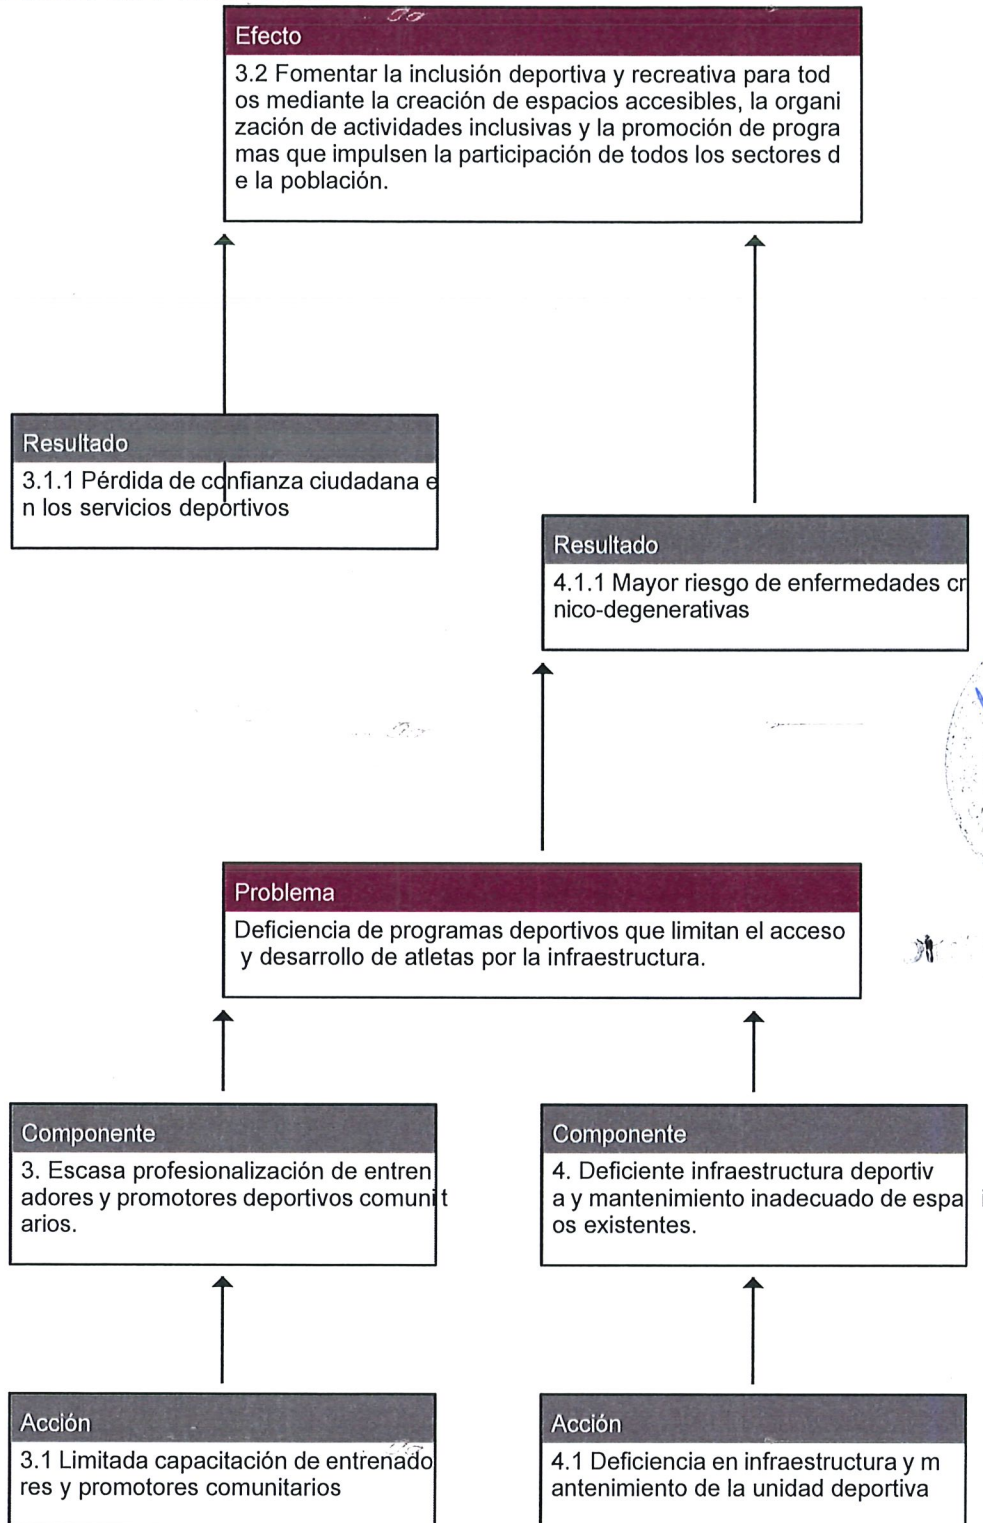 Efecto
3.2 Fomentar la inclusión deportiva y recreativa para tod
os mediante la creación de espacios accesibles, la organi
zación de actividades inclusivas y la promoción de progra
mas que impulsen la participación de todos los sectores d
e la población.
Resultado
3.1.1 Pérdida de confianza ciudadana e
n los servicios deportivos
Resultado
4.1.1 Mayor riesgo de enfermedades cr
nico-degenerativas
Problema
Deficiencia de programas deportivos que limitan el acceso
y desarrollo de atletas por la infraestructura.
Componente
3. Escasa profesionalización de entren
adores y promotores deportivos comunit
arios.
Componente
4. Deficiente infraestructura deportiv
a y mantenimiento inadecuado de espa i
os existentes.
Acción
3.1 Limitada capacitación de entrenado
res y promotores comunitarios
Acción
4.1 Deficiencia en infraestructura y m
antenimiento de la unidad deportiva